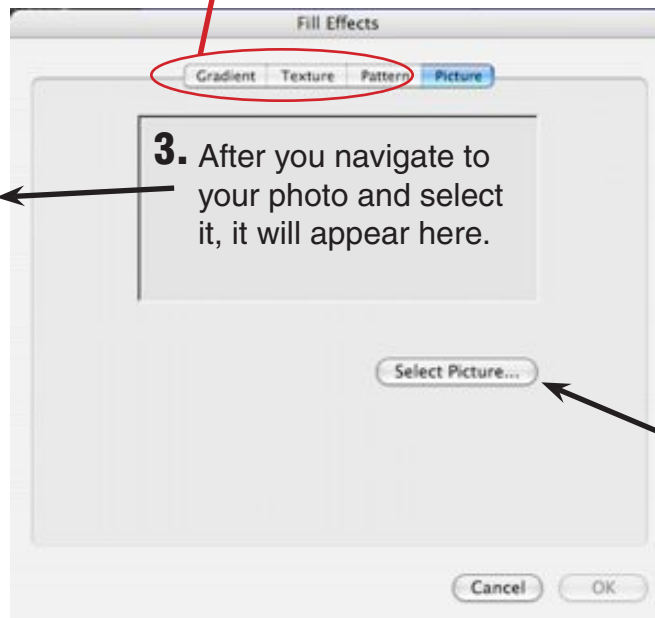 Fill Effects
Gradient Texture Pattern Picture
3. After you navigate to
your photo and select
it, it will appear here.
Select Picture...
Cancel OK